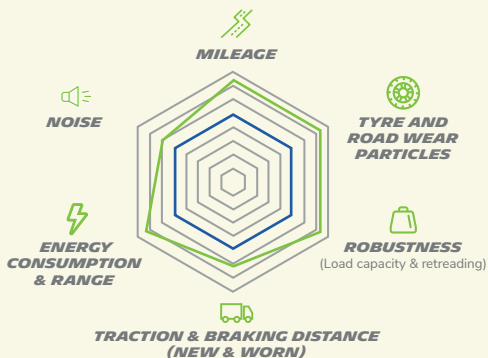 MILEAGE
NOISE
TYRE AND
ROAD WEAR
PARTICLES
ENERGY
CONSUMPTION
& RANGE
ROBUSTNESS
(Load capacity & retreading)
TRACTION & BRAKING DISTANCE
(NEW & WORN)